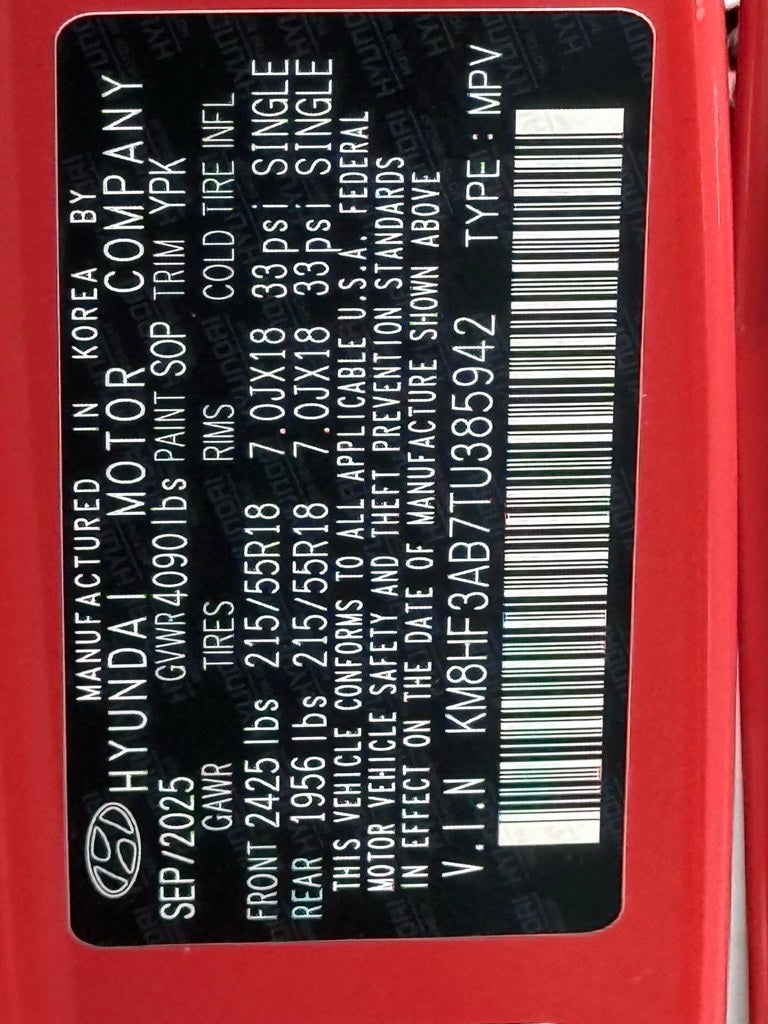 MANUFACTURED IN KOREA BY
HYUNDAI MOTOR COMPANY
SEP/2025 GVWR 4090 lbs PAINT SOP TRIM YPK
GAWR TIRES RIMS COLD TIRE INFL
FRONT 2425 lbs 215/55R18 7.0JX18 33psi SINGLE
REAR 1956 lbs 215/55R18 7.0JX18 33psi SINGLE
THIS VEHICLE CONFORMS TO ALL APPLICABLE U.S.A. FEDERAL
MOTOR VEHICLE SAFETY AND THEFT PREVENTION STANDARDS
IN EFFECT ON THE DATE OF MANUFACTURE SHOWN ABOVE
V.I.N KM8HF3AB7TU385942 TYPE : MPV